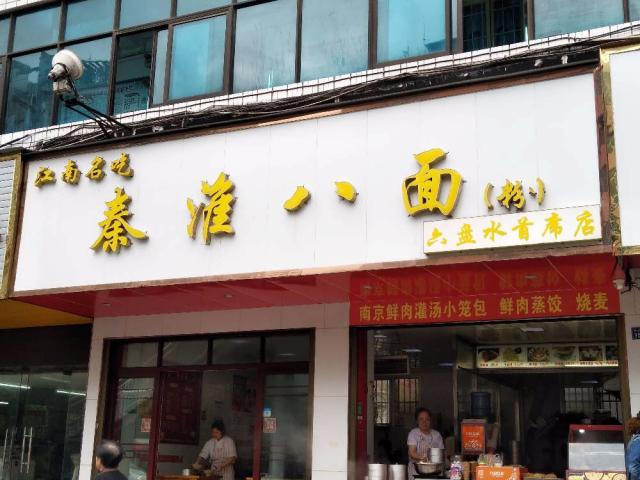 江南名吃
秦淮八面(粉)
六盘水首席店
南京鲜肉灌汤小笼包 鲜肉蒸饺 烧麦